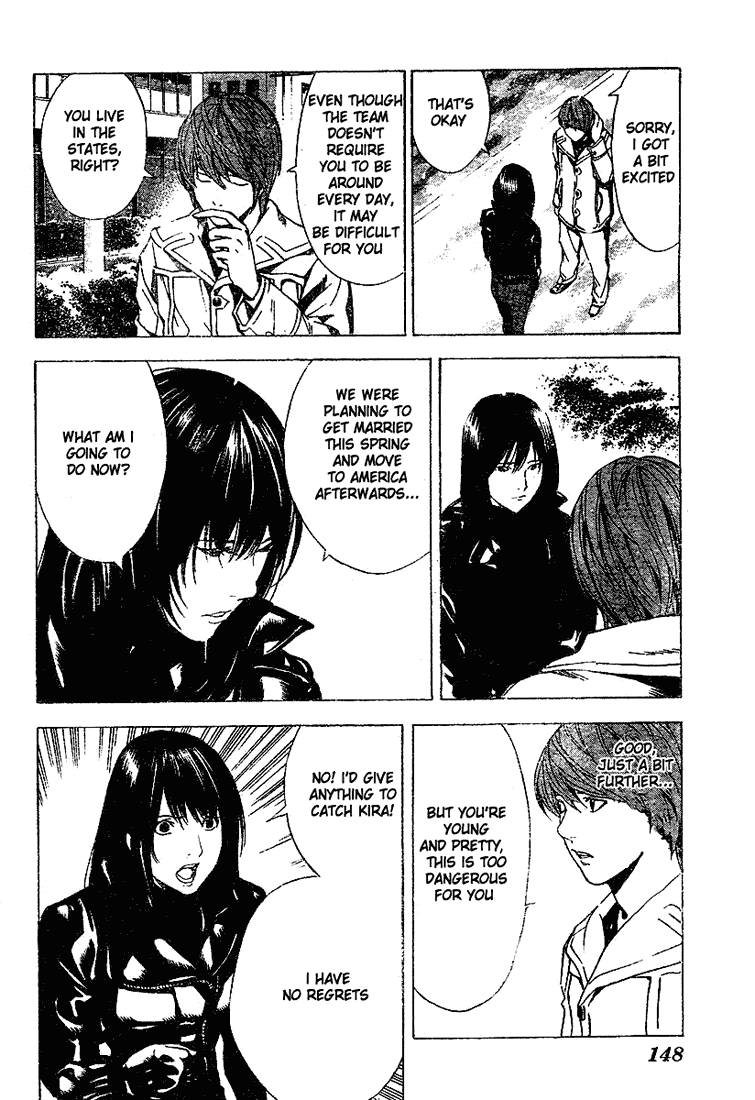 SORRY,
I GOT
A BIT
EXCITED
THAT'S
OKAY
EVEN THOUGH
THE TEAM
DOESN'T
REQUIRE
YOU TO BE
AROUND
EVERY DAY,
IT MAY
BE DIFFICULT
FOR YOU
YOU LIVE
IN THE
STATES,
RIGHT?
WE WERE
PLANNING TO
GET MARRIED
THIS SPRING
AND MOVE
TO AMERICA
AFTERWARDS...
WHAT AM I
GOING TO
DO NOW?
GOOD,
JUST A BIT
FURTHER...
BUT YOU'RE
YOUNG
AND PRETTY,
THIS IS TOO
DANGEROUS
FOR YOU
NO! I'D GIVE
ANYTHING TO
CATCH KIRA!
I HAVE
NO REGRETS
148